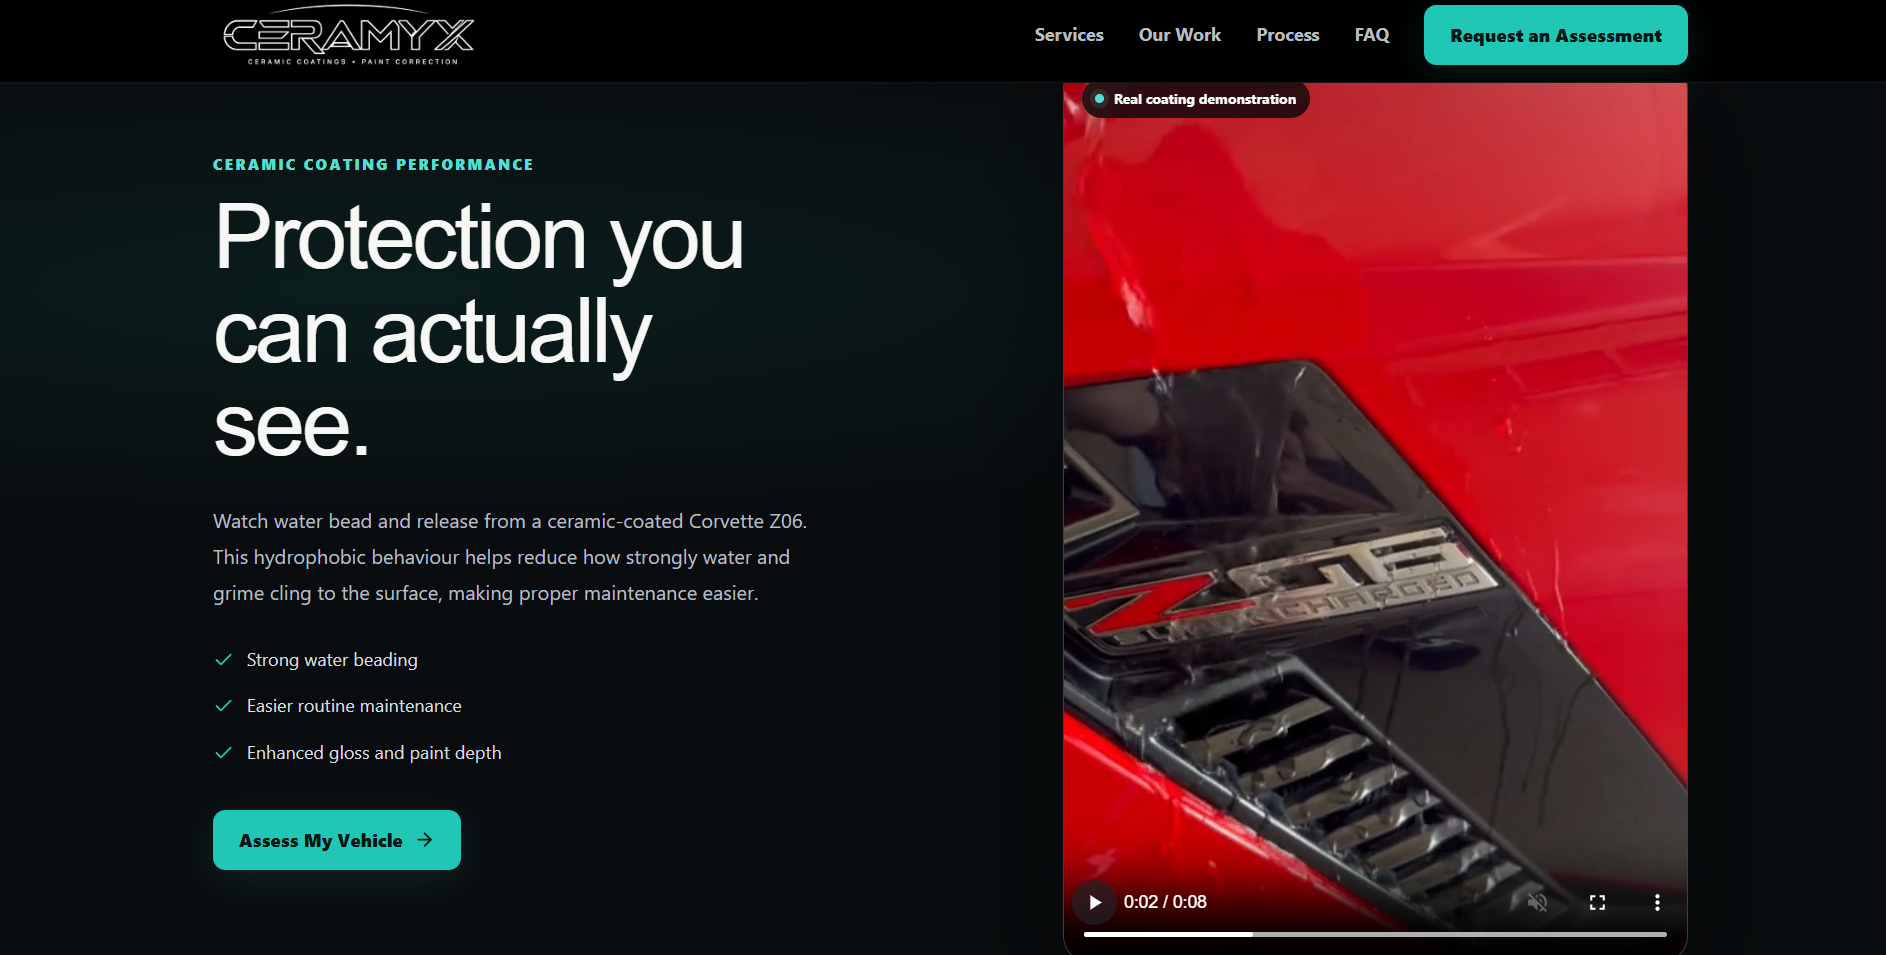 CERAMYX
CERAMIC COATINGS • PAINT CORRECTION
Services
Our Work
Process
FAQ
Request an Assessment
Real coating demonstration
CERAMIC COATING PERFORMANCE
Protection you
can actually
see.
Watch water bead and release from a ceramic-coated Corvette Z06.
This hydrophobic behaviour helps reduce how strongly water and
grime cling to the surface, making proper maintenance easier.
Strong water beading
Easier routine maintenance
Enhanced gloss and paint depth
Assess My Vehicle
Z06
SUPERCHARGED
0:02 / 0:08